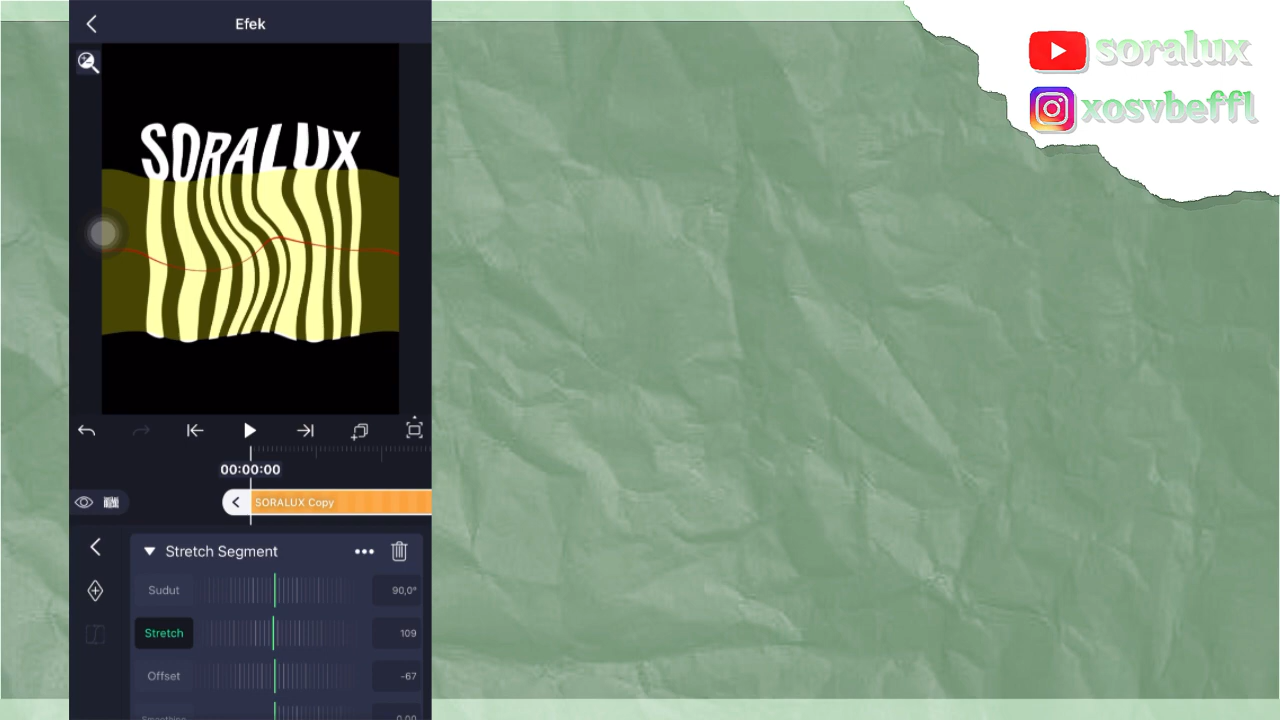 Efek
soralux
xosvbeffl
SORALUX
00:00:00
SORALUX Copy
Stretch Segment
Sudut 90,0°
Stretch 109
Offset -67
Smoothing 0,00